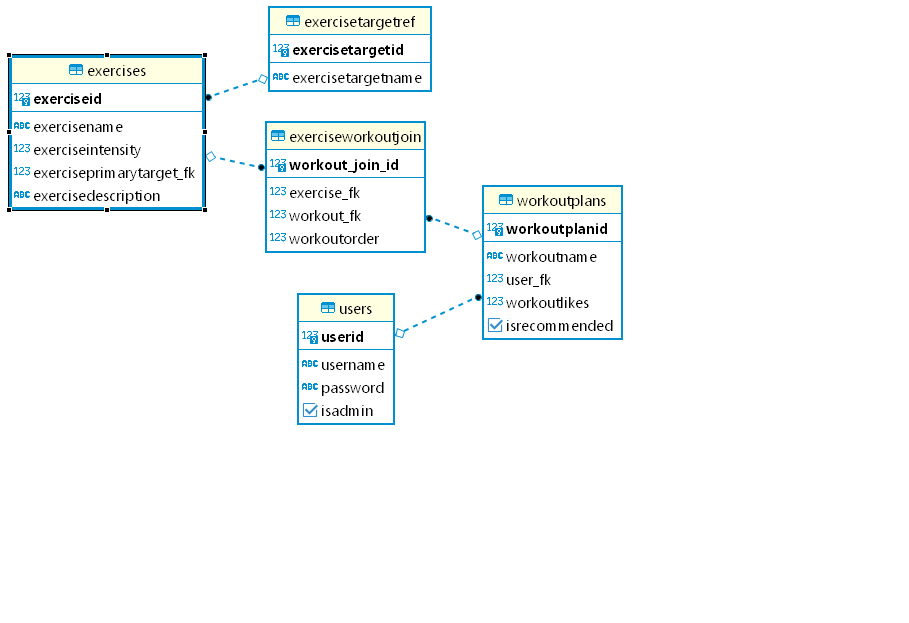 exercisetargetref
123 exercisetargetid
ABC exercisetargetname
exercises
123 exerciseid
ABC exercisename
123 exerciseintensity
123 exerciseprimarytarget_fk
ABC exercisedescription
exerciseworkoutjoin
123 workout_join_id
123 exercise_fk
123 workout_fk
123 workoutorder
workoutplans
123 workoutplanid
ABC workoutname
123 user_fk
123 workoutlikes
isrecommended
users
123 userid
ABC username
ABC password
isadmin